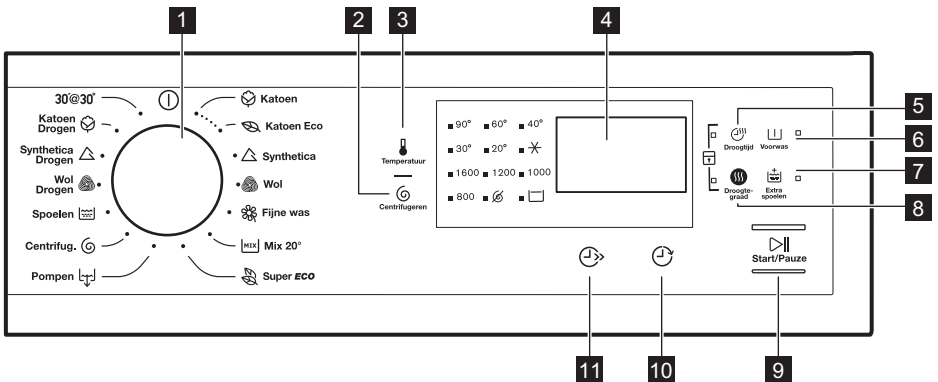 1
2
3
4
5
6
7
8
9
10
11
30'@30°
Katoen
Drogen
Synthetica
Drogen
Wol
Drogen
Spoelen
Centrifug.
Pompen
Katoen
Katoen Eco
Synthetica
Wol
Fijne was
MIX Mix 20°
Super ECO
Temperatuur
Centrifugeren
90° 60° 40°
30° 20°
1600 1200 1000
800
Droogtijd
Voorwas
Droogte-
graad
Extra
spoelen
Start/Pauze